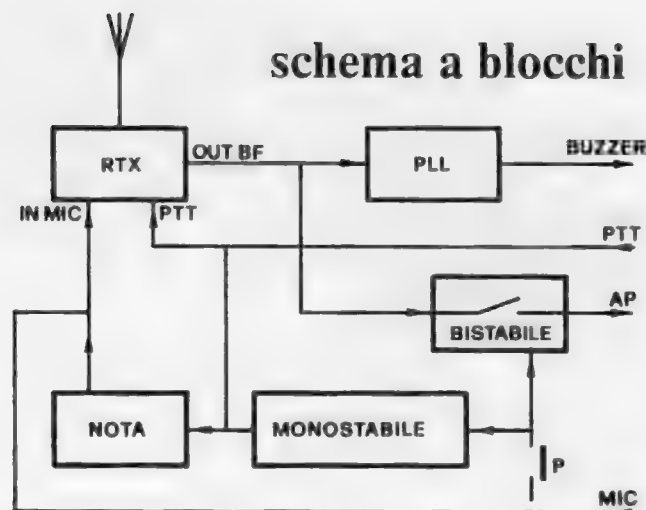 schema a blocchi
RTX
OUT BF
PLL
BUZZER
IN MIC
PTT
PTT
AP
BISTABILE
NOTA
MONOSTABILE
P
MIC